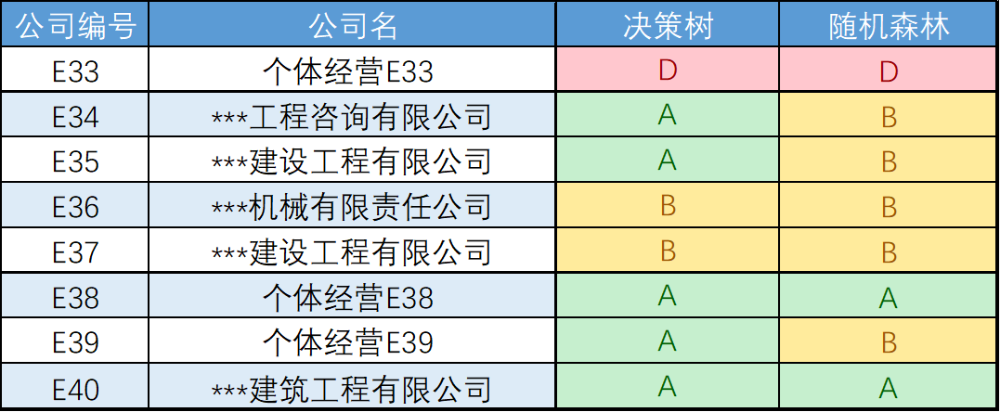 公司编号 公司名 决策树 随机森林
E33 个体经营E33 D D
E34 ***工程咨询有限公司 A B
E35 ***建设工程有限公司 A B
E36 ***机械有限责任公司 B B
E37 ***建设工程有限公司 B B
E38 个体经营E38 A A
E39 个体经营E39 A B
E40 ***建筑工程有限公司 A A